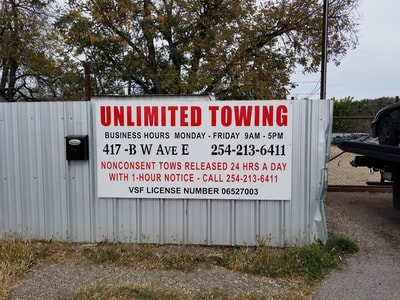 UNLIMITED TOWING
BUSINESS HOURS MONDAY - FRIDAY 9AM - 5PM
417 -B W AVE E 254-213-6411
NONCONSENT TOWS RELEASED 24 HRS A DAY
WITH 1-HOUR NOTICE - CALL 254-213-6411
VSF LICENSE NUMBER 06527003